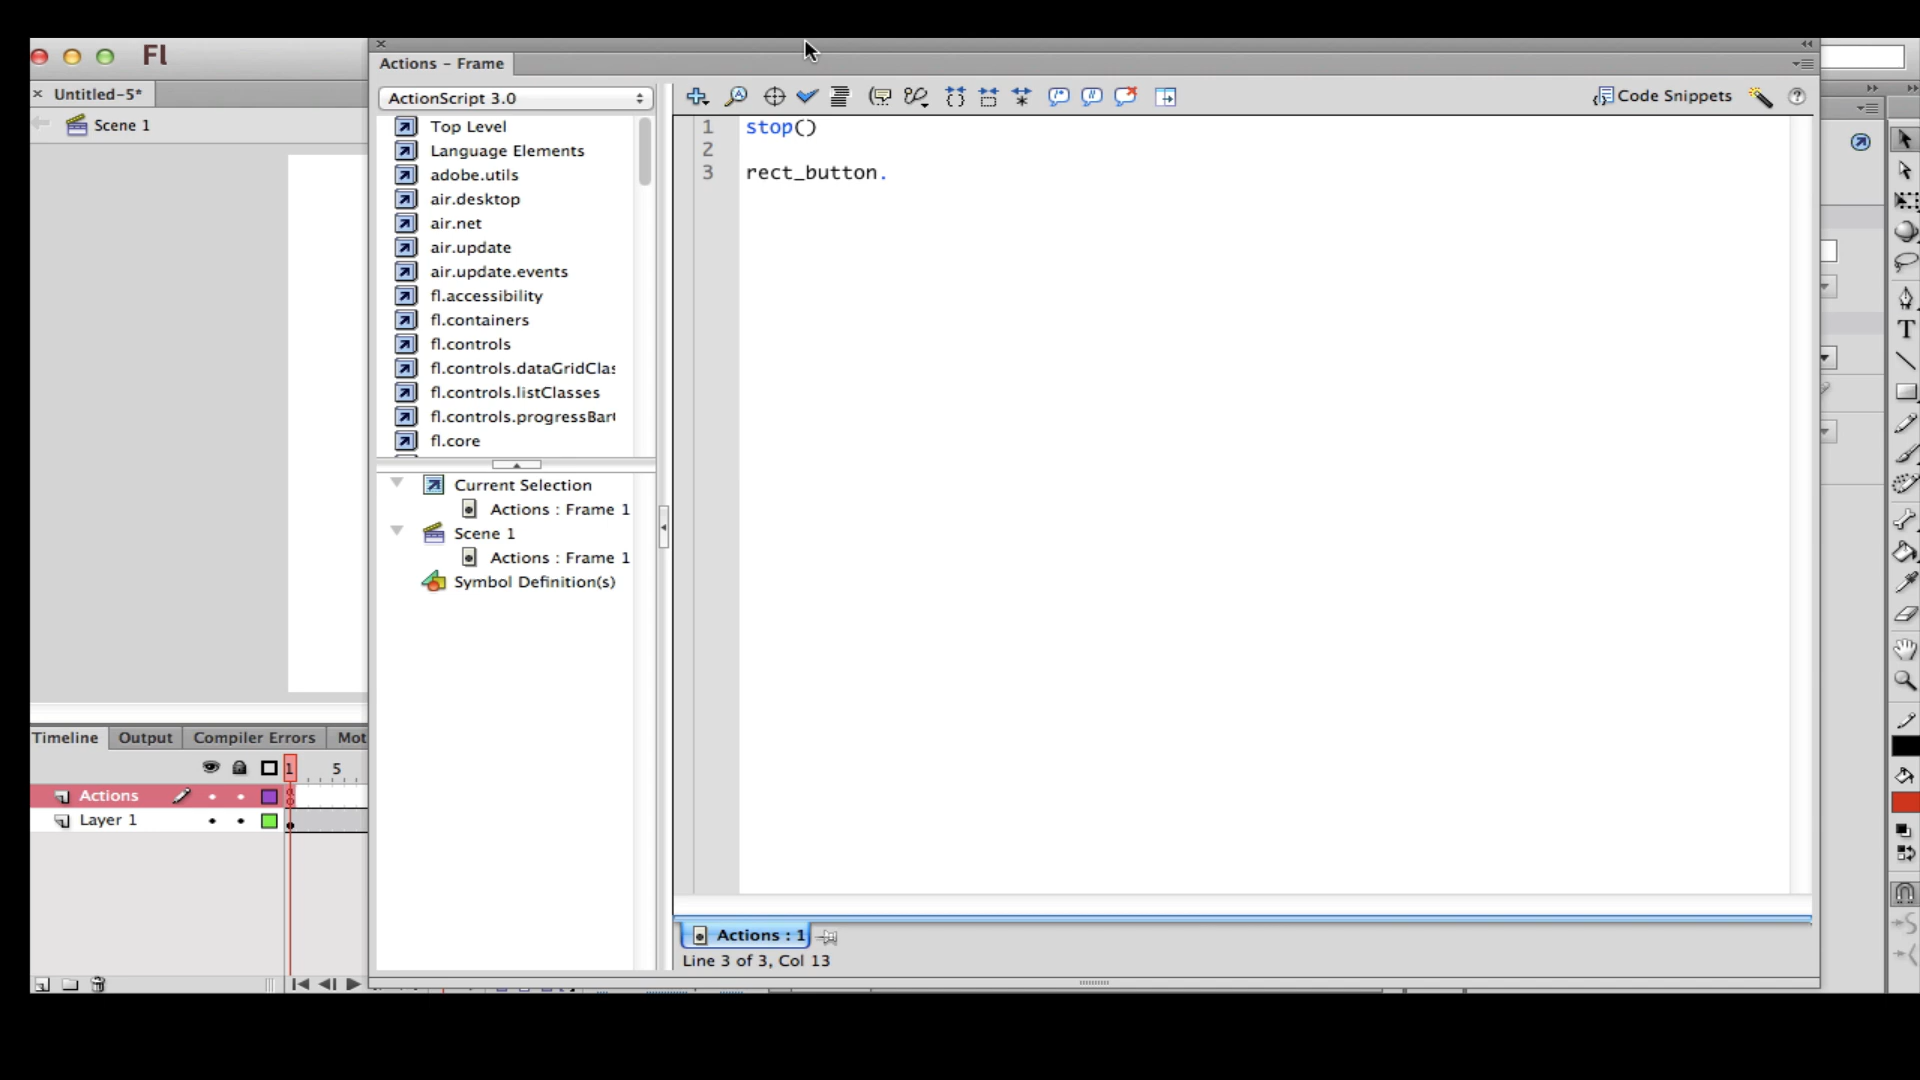 Fl
Untitled-5*
Scene 1
Actions - Frame
ActionScript 3.0
Top Level
Language Elements
adobe.utils
air.desktop
air.net
air.update
air.update.events
fl.accessibility
fl.containers
fl.controls
fl.controls.dataGridClas
fl.controls.listClasses
fl.controls.progressBar
fl.core
Current Selection
Actions : Frame 1
Scene 1
Actions : Frame 1
Symbol Definition(s)
Code Snippets
1 stop()
2
3 rect_button.
Actions : 1
Line 3 of 3, Col 13
Timeline Output Compiler Errors Mot
1 5
Actions
Layer 1
T